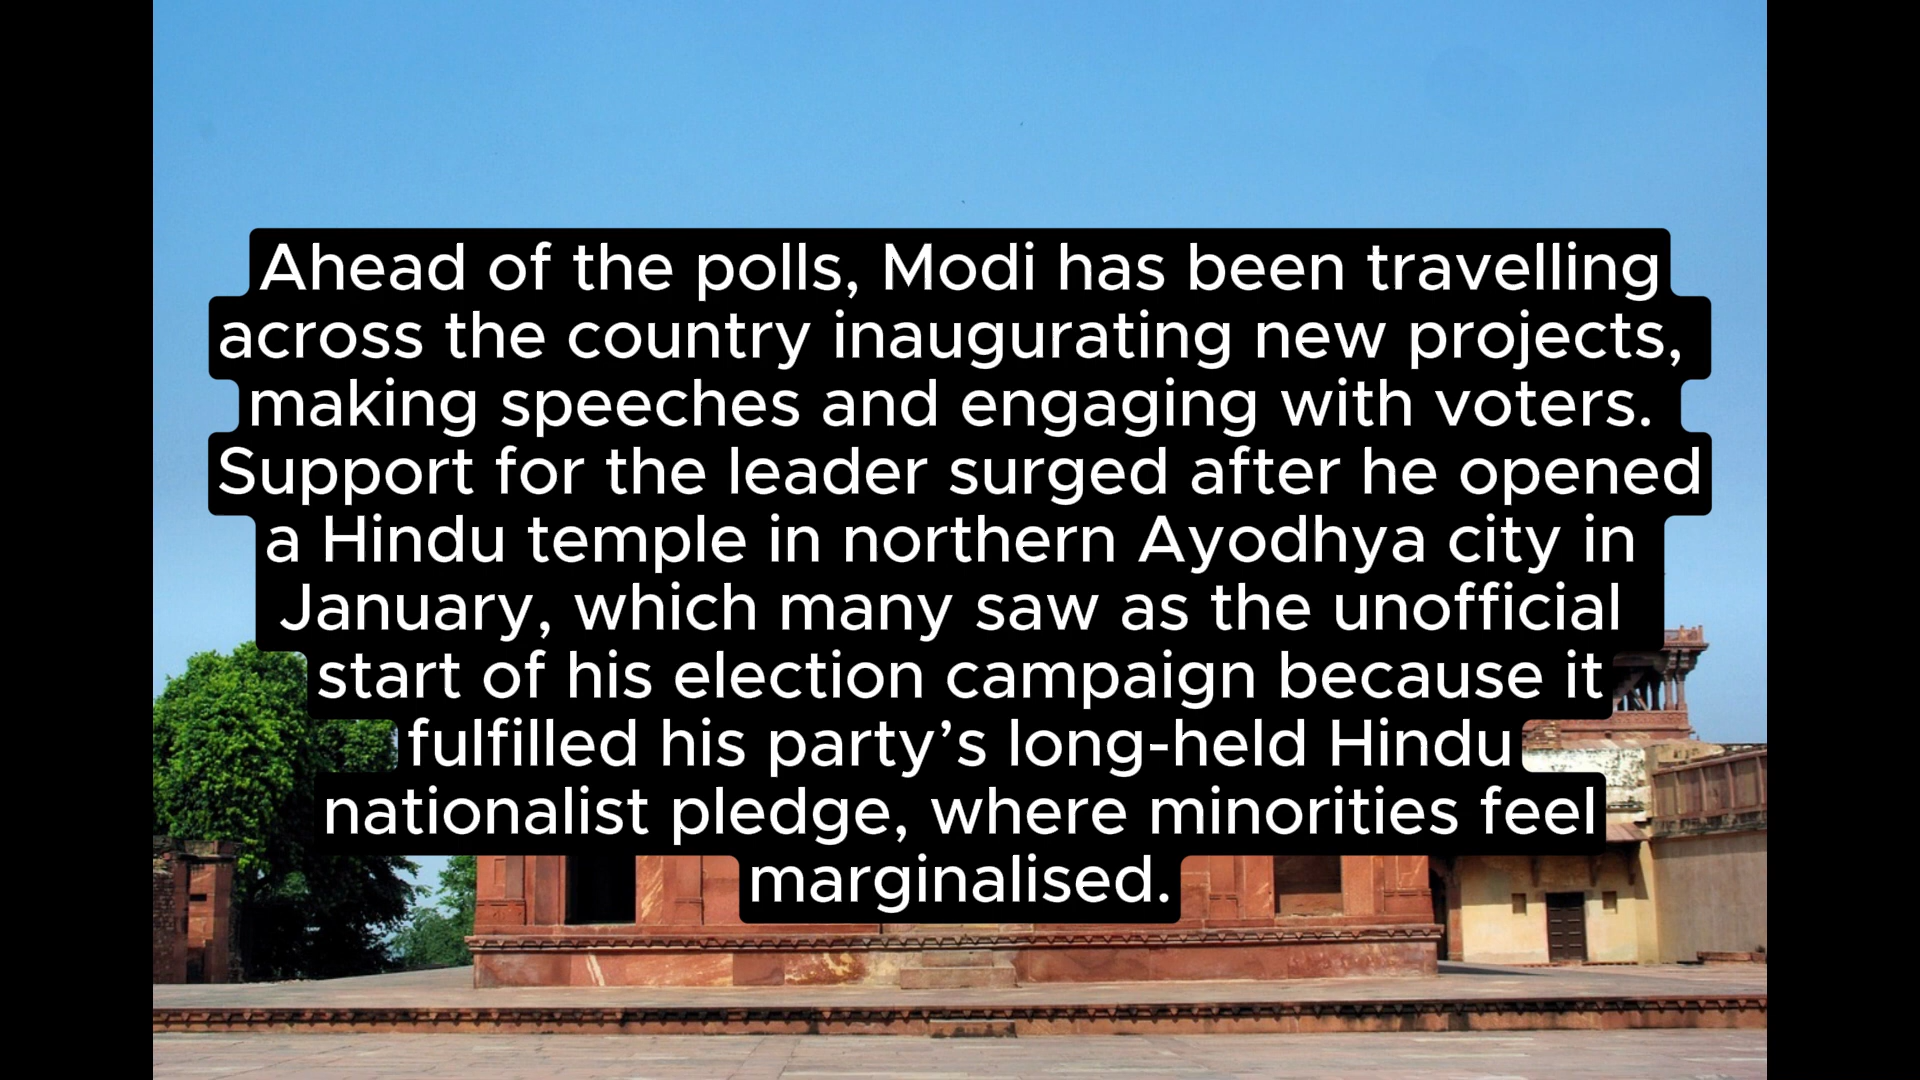 Ahead of the polls, Modi has been travelling
across the country inaugurating new projects,
making speeches and engaging with voters.
Support for the leader surged after he opened
a Hindu temple in northern Ayodhya city in
January, which many saw as the unofficial
start of his election campaign because it
fulfilled his party’s long-held Hindu
nationalist pledge, where minorities feel
marginalised.